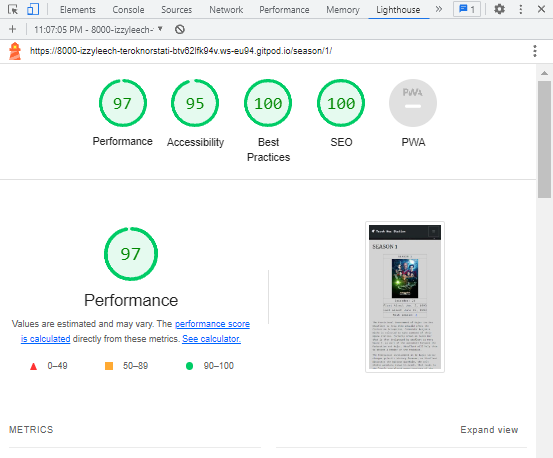 Elements Console Sources Network Performance Memory Lighthouse » 1
11:07:05 PM - 8000-izzyleech-
https://8000-izzyleech-teroknorstati-btv62lfk94v.ws-eu94.gitpod.io/season/1/
97 95 100 100 PWA
Performance Accessibility Best Practices SEO PWA
97
Performance
Values are estimated and may vary. The performance score
is calculated directly from these metrics. See calculator.
0–49 50–89 90–100
SEASON 1
METRICS
Expand view